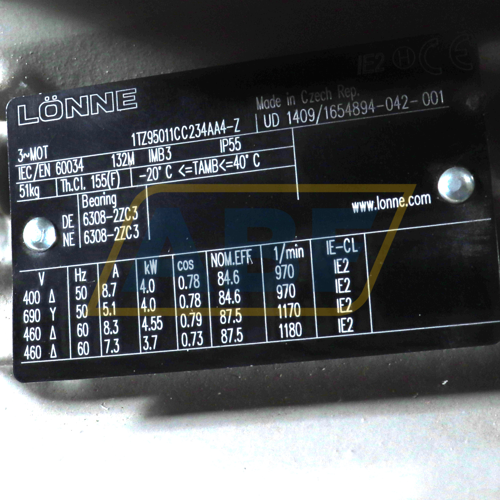 IE2 H CE
LÖNNE
Made in Czech Rep.
3~MOT 1TZ95011CC234AA4-Z UD 1409/1654894-042-001
IEC/EN 60034 132M IMB3 IP55
51kg Th.Cl. 155(F) -20°C <=TAMB<=40°C
Bearing
DE 6308-2ZC3
NE 6308-2ZC3
www.lonne.com
ABF
V Hz A kW cos NOM.EFF. 1/min IE-CL
400 Δ 50 8.7 4.0 0.78 84.6 970 IE2
690 Y 50 5.1 4.0 0.78 84.6 970 IE2
460 Δ 60 8.3 4.55 0.79 87.5 1170 IE2
460 Δ 60 7.3 3.7 0.73 87.5 1180 IE2